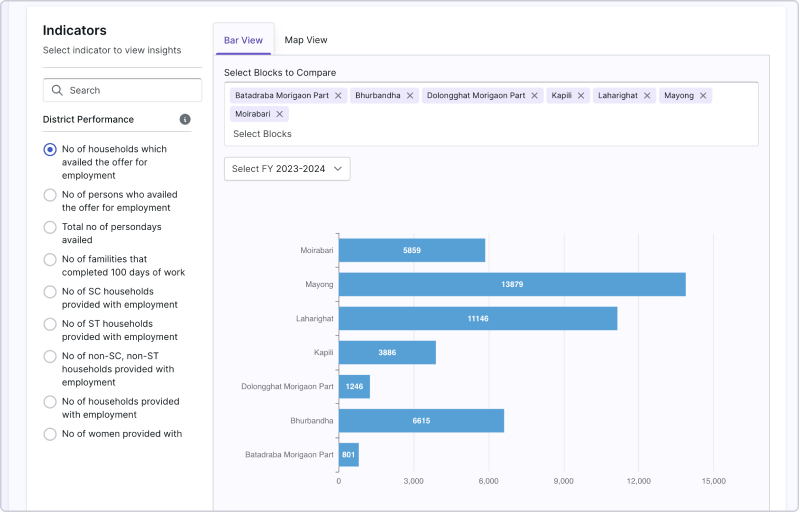 Indicators
Select indicator to view insights
Search
District Performance
No of households which
availed the offer for
employment
No of persons who availed
the offer for employment
Total no of persondays
availed
No of familities that
completed 100 days of work
No of SC households
provided with employment
No of ST households
provided with employment
No of non-SC, non-ST
households provided with
employment
No of households provided
with employment
No of women provided with
Bar View
Map View
Select Blocks to Compare
Batadraba Morigaon Part Bhurbandha Dolongghat Morigaon Part Kapili Laharighat Mayong
Moirabari
Select Blocks
Select FY 2023-2024
Moirabari 5859
Mayong 13879
Laharighat 11146
Kapili 3886
Dolongghat Morigaon Part 1246
Bhurbandha 6615
Batadraba Morigaon Part 801
0 3,000 6,000 9,000 12,000 15,000